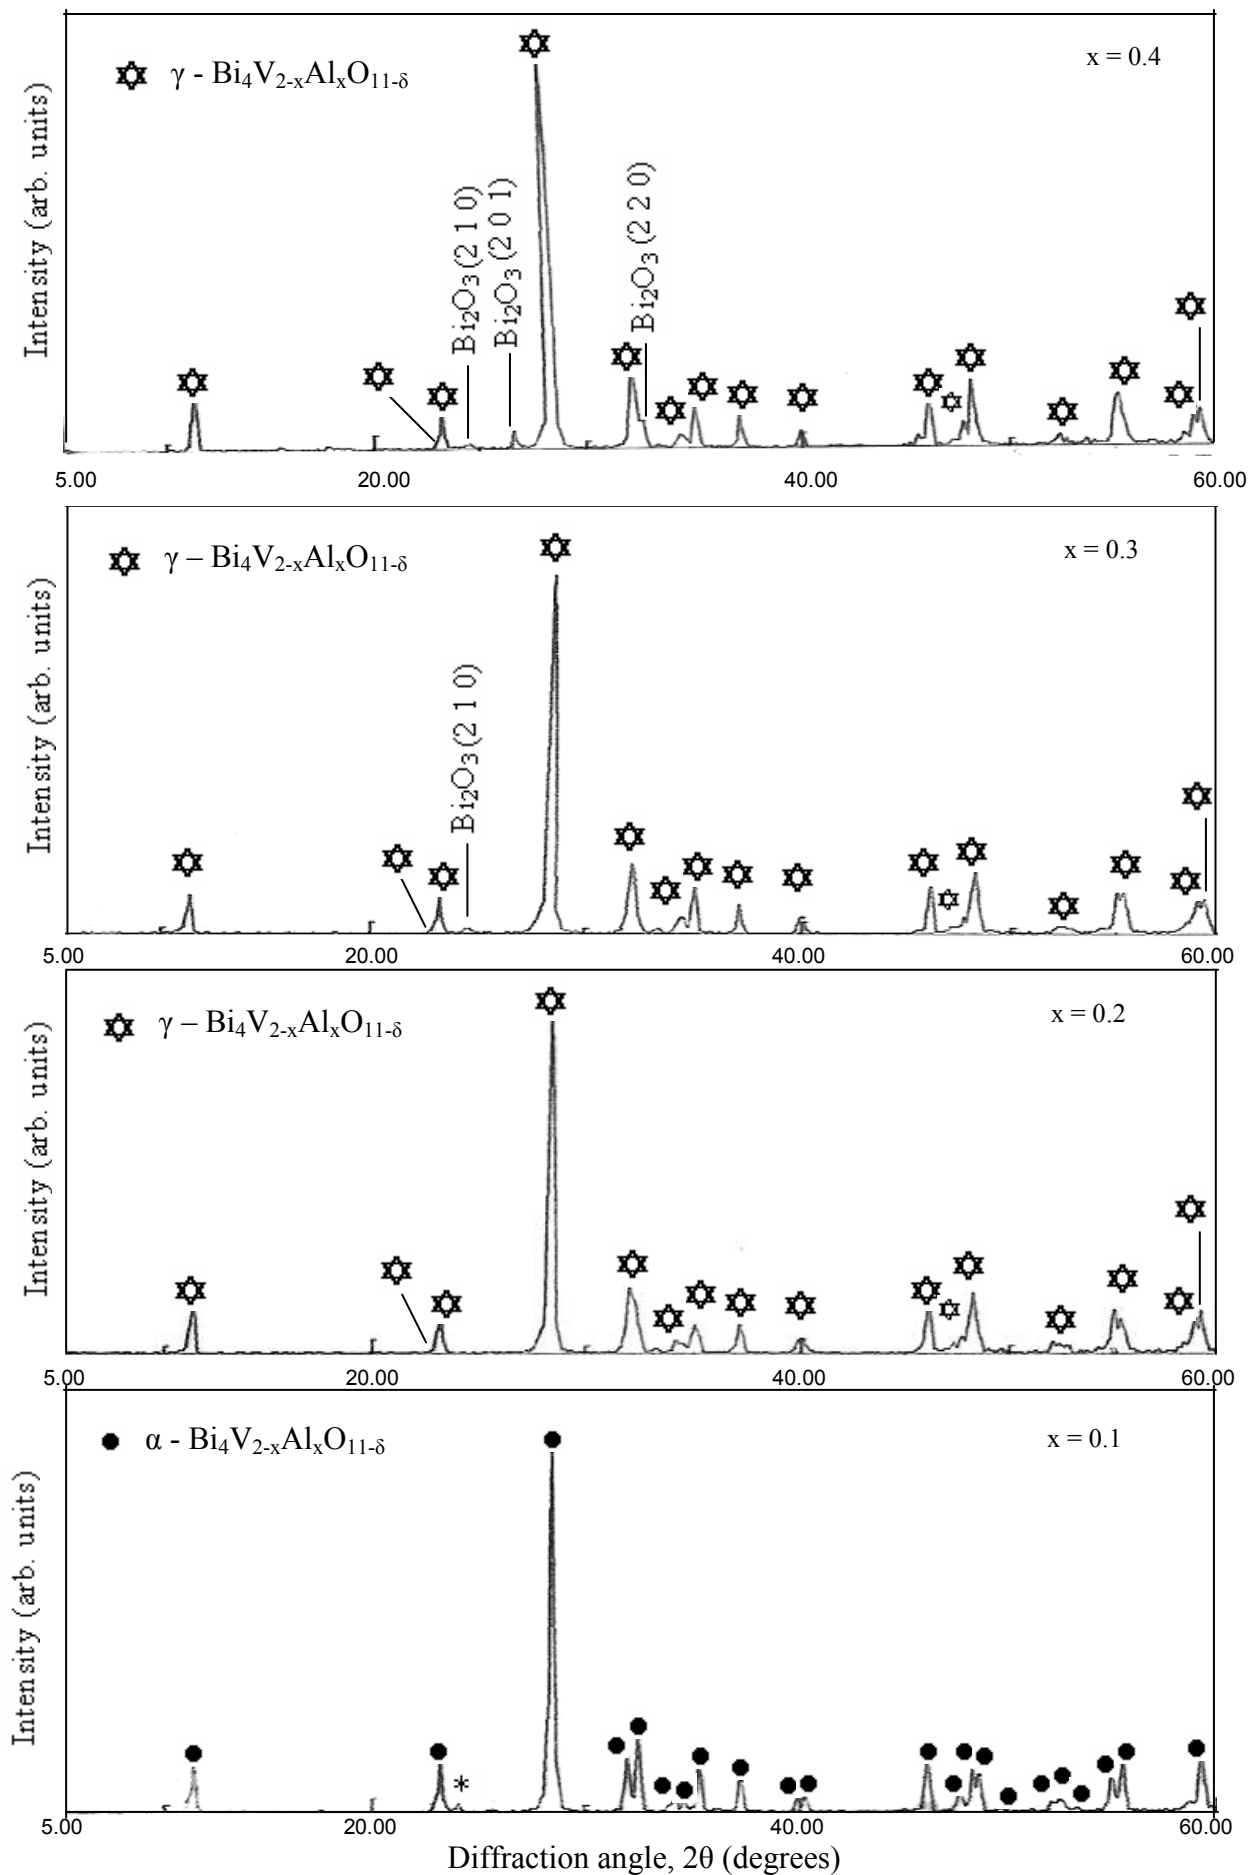 γ - Bi₄V₂₋ₓAlₓO₁₁₋δ
x = 0.4
Intensity (arb. units)
Bi₂O₃ (2 1 0)
Bi₂O₃ (2 0 1)
Bi₂O₃ (2 2 0)
5.00 20.00 40.00 60.00
γ – Bi₄V₂₋ₓAlₓO₁₁₋δ
x = 0.3
Intensity (arb. units)
Bi₂O₃ (2 1 0)
5.00 20.00 40.00 60.00
γ – Bi₄V₂₋ₓAlₓO₁₁₋δ
x = 0.2
Intensity (arb. units)
5.00 20.00 40.00 60.00
α - Bi₄V₂₋ₓAlₓO₁₁₋δ
x = 0.1
Intensity (arb. units)
*
5.00 20.00 40.00 60.00
Diffraction angle, 2θ (degrees)